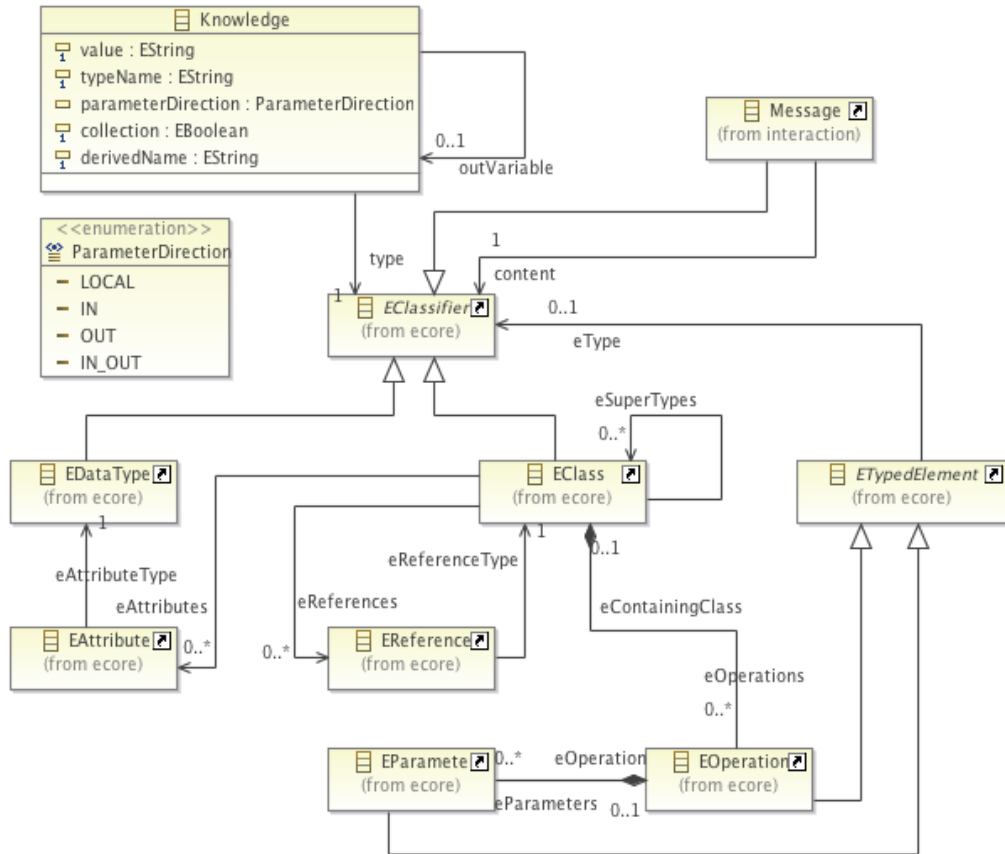 Knowledge
value : EString
typeName : EString
parameterDirection : ParameterDirection
collection : EBoolean
derivedName : EString
0..1
outVariable
Message
(from interaction)
<<enumeration>>
ParameterDirection
LOCAL
IN
OUT
IN_OUT
type
1
1
content
EClassifier
(from ecore)
0..1
eType
eSuperTypes
0..*
EDataType
(from ecore)
EClass
(from ecore)
ETypedElement
(from ecore)
1
1
0..1
eAttributeType
eReferenceType
eAttributes
eReferences
eContainingClass
EAttribute
(from ecore)
0..*
0..*
EReference
(from ecore)
eOperations
0..*
EParamete
(from ecore)
0..*
eOperation
eParameters
0..1
EOperation
(from ecore)